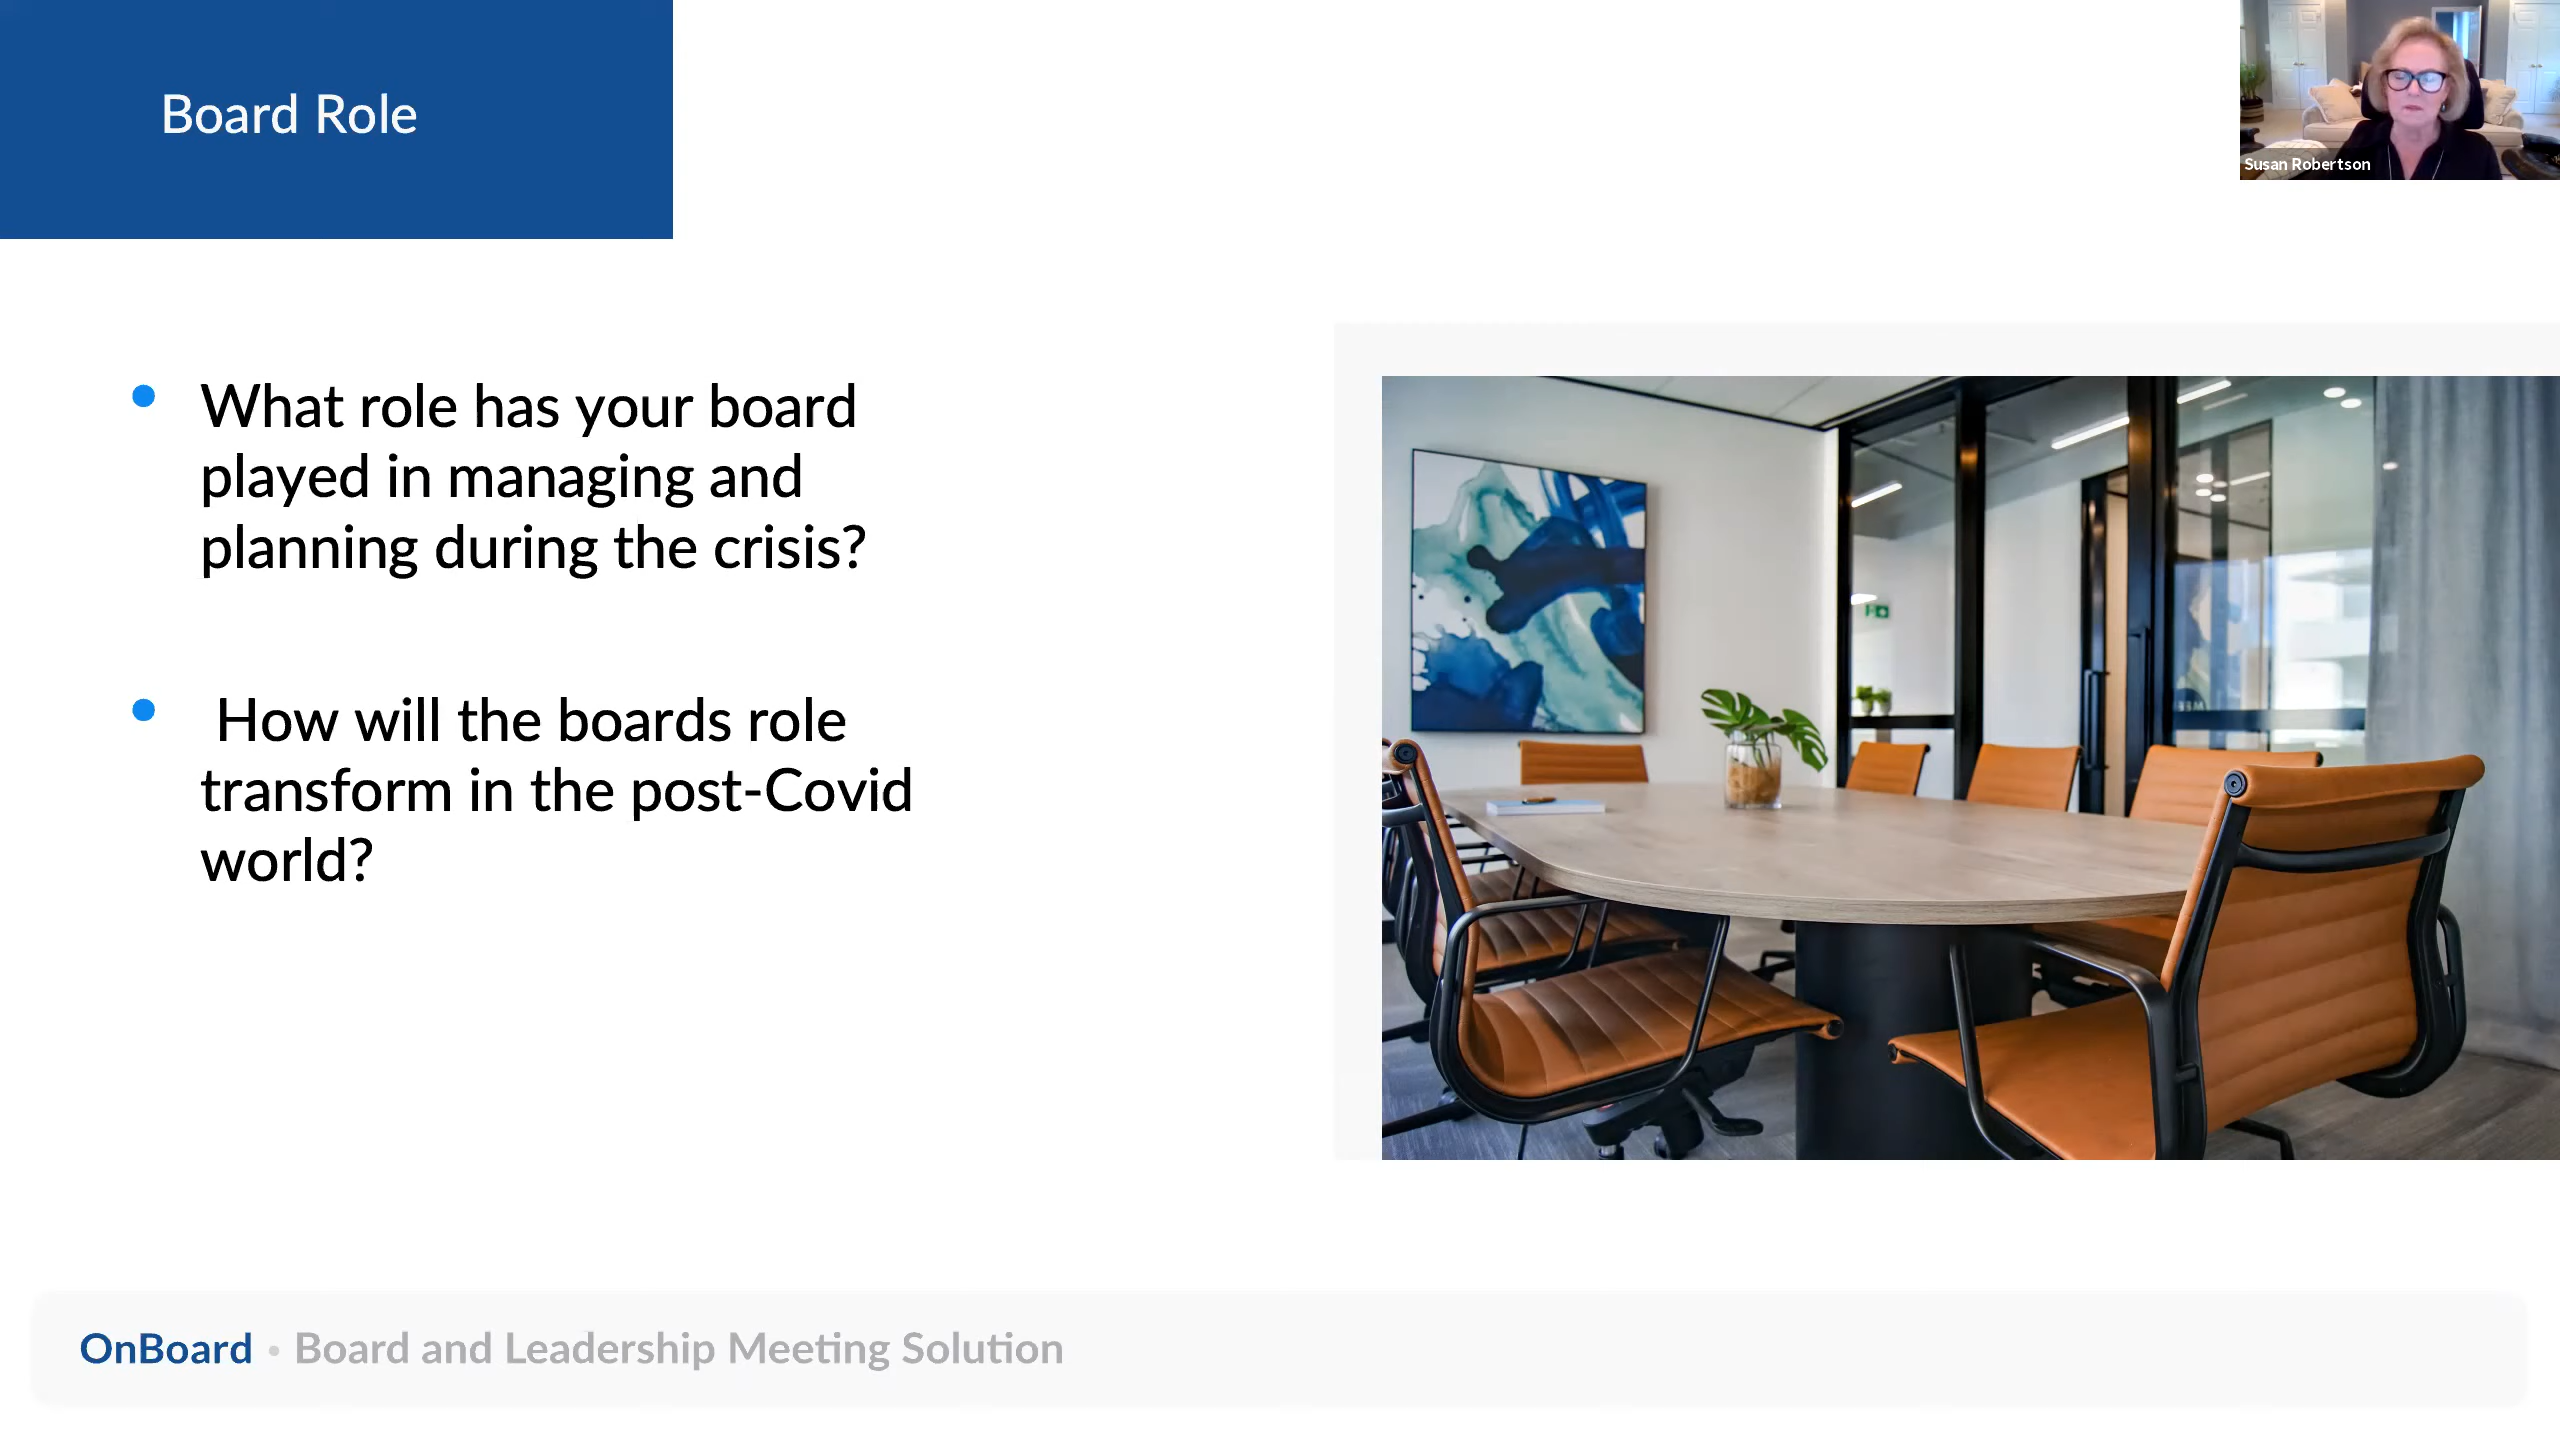 Board Role
Susan Robertson
• What role has your board
played in managing and
planning during the crisis?
• How will the boards role
transform in the post-Covid
world?
OnBoard • Board and Leadership Meeting Solution